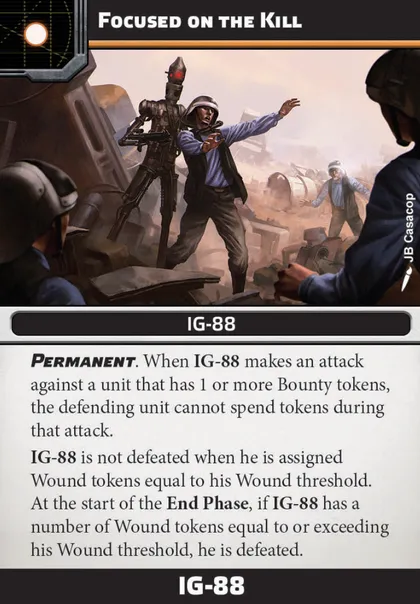 Focused on the Kill
JB Casacop
IG-88
Permanent. When IG-88 makes an attack
against a unit that has 1 or more Bounty tokens,
the defending unit cannot spend tokens during
that attack.
IG-88 is not defeated when he is assigned
Wound tokens equal to his Wound threshold.
At the start of the End Phase, if IG-88 has a
number of Wound tokens equal to or exceeding
his Wound threshold, he is defeated.
IG-88